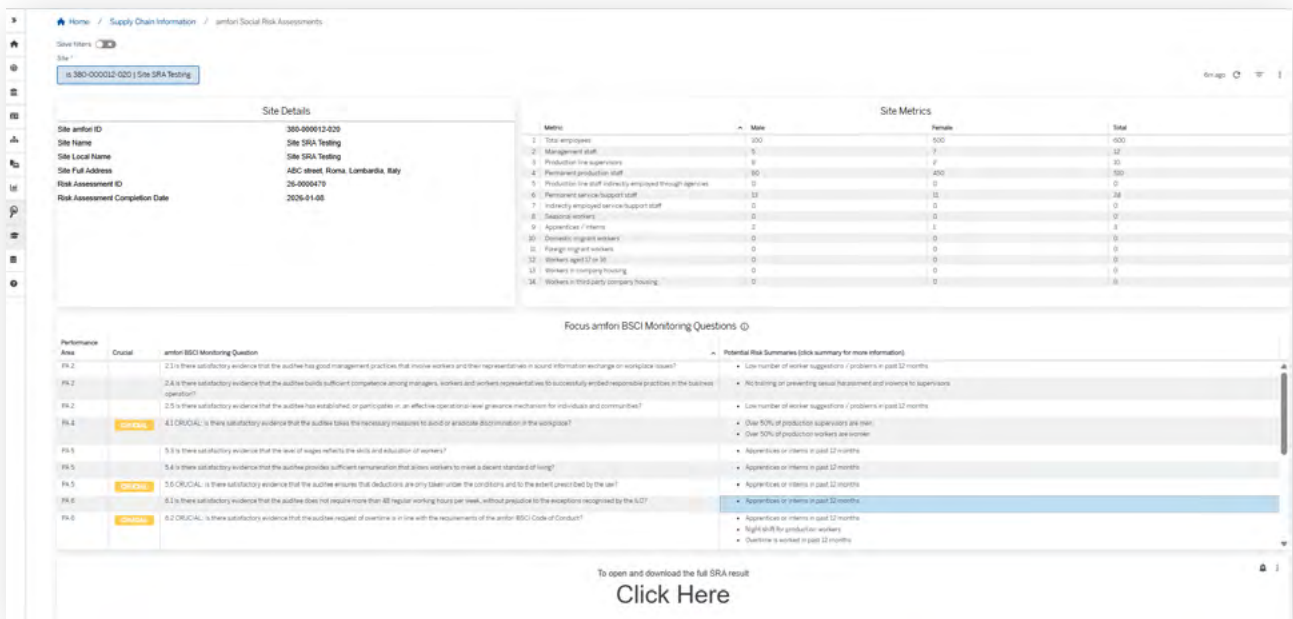 Home / Supply Chain Information / amfori Social Risk Assessments
Save filters
Site *
is 380-000012-020 | Site SRA Testing
6m ago
Site Details
Site amfori ID 380-000012-020
Site Name Site SRA Testing
Site Local Name Site SRA Testing
Site Full Address ABC street, Roma, Lombardia, Italy
Risk Assessment ID 26-0000470
Risk Assessment Completion Date 2026-01-08
Site Metrics
Metric Male Female Total
1 Total employees 100 500 600
2 Management staff 5 7 12
3 Production line supervisors 2 10
4 Permanent production staff 90 450
5 Production line staff indirectly employed through agencies 0 0 0
6 Permanent service/support staff 13 11 24
7 Indirectly employed service/support staff 0 0 0
8 Seasonal workers 0 0 0
9 Apprentices / interns 2 1 3
10 Domestic migrant workers 0 0 0
11 Foreign migrant workers 0 0 0
12 Workers aged 17 or 0 0 0
13 Workers in company housing 0 0 0
14 Workers in third party company housing 0 0 0
Focus amfori BSCI Monitoring Questions
Performance Area Crucial amfori BSCI Monitoring Question Potential Risk Summaries (click summary for more information)
PA 2 2.1 is there satisfactory evidence that the auditee has good management practices that involve workers and their representatives in sound information exchange on workplace issues? • Low number of worker suggestions / problems in past 12 months
PA 2 2.4 is there satisfactory evidence that the auditee builds sufficient competence among managers, workers and workers representatives to successfully embed responsible practices in the business operation? • No training on preventing sexual harassment and violence to supervisors
PA 2 2.5 is there satisfactory evidence that the auditee has established, or participates in, an effective operational-level grievance mechanism for individuals and communities? • Low number of worker suggestions / problems in past 12 months
PA 4 CRUCIAL 4.1 CRUCIAL: is there satisfactory evidence that the auditee takes the necessary measures to avoid or eradicate discrimination in the workplace? • Over 50% of production supervisors are men
• Over 50% of production workers are women
PA 5 5.3 is there satisfactory evidence that the level of wages reflects the skills and education of workers? • Apprentices or interns in past 12 months
PA 5 5.4 is there satisfactory evidence that the auditee provides sufficient remuneration that allows workers to meet a decent standard of living? • Apprentices or interns in past 12 months
PA 5 CRUCIAL 5.6 CRUCIAL: is there satisfactory evidence that the auditee ensures that deductions are only taken under the conditions and to the extent prescribed by the law? • Apprentices or interns in past 12 months
PA 6 6.1 is there satisfactory evidence that the auditee does not require more than 48 regular working hours per week, without prejudice to the exceptions recognised by the ILO? • Apprentices or interns in past 12 months
PA 6 CRUCIAL 6.2 CRUCIAL: is there satisfactory evidence that the auditee request of overtime is in line with the requirements of the amfori BSCI Code of Conduct? • Apprentices or interns in past 12 months
• Night shift for production workers
• Overtime is worked in past 12 months
To open and download the full SRA result
Click Here